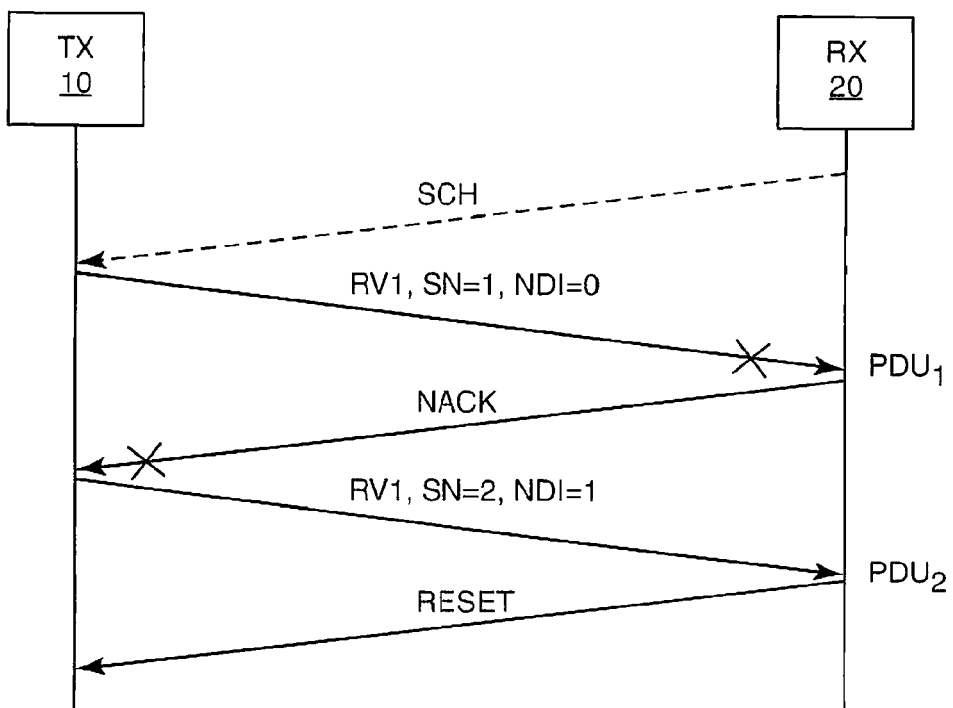 TX
10
RX
20
SCH
RV1, SN=1, NDI=0
PDU1
NACK
RV1, SN=2, NDI=1
PDU2
RESET